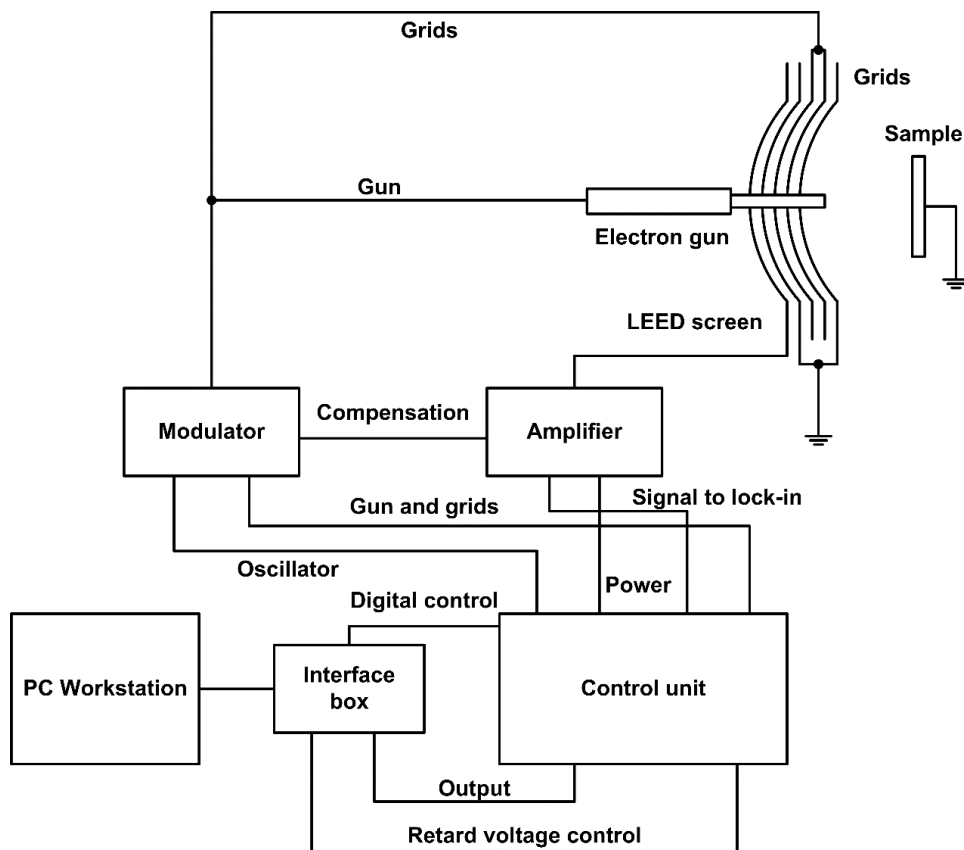 Grids
Grids
Sample
Gun
Electron gun
LEED screen
Compensation
Modulator
Amplifier
Signal to lock-in
Gun and grids
Oscillator
Power
Digital control
PC Workstation
Interface
box
Control unit
Output
Retard voltage control